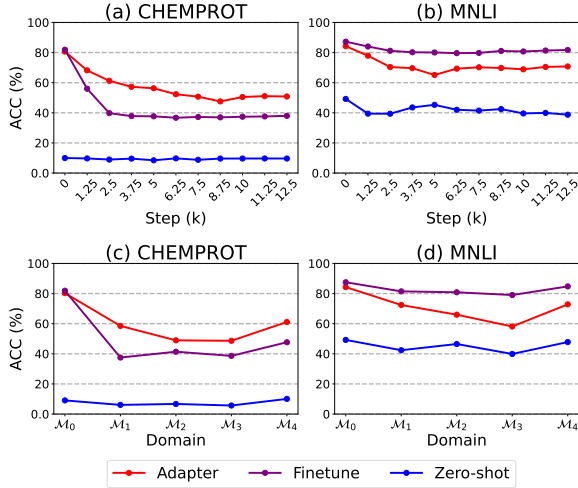 (a) CHEMPROT
(b) MNLI
ACC (%)
100
80
60
40
20
0.0
0
1.25
2.5
3.75
5
6.25
7.5
8.75
10
11.25
12.5
Step (k)
100
80
60
40
20
0.0
0
1.25
2.5
3.75
5
6.25
7.5
8.75
10
11.25
12.5
Step (k)
(c) CHEMPROT
(d) MNLI
ACC (%)
100
80
60
40
20
0.0
M₀
M₁
M₂
M₃
M₄
Domain
100
80
60
40
20
0.0
M₀
M₁
M₂
M₃
M₄
Domain
Adapter Finetune Zero-shot